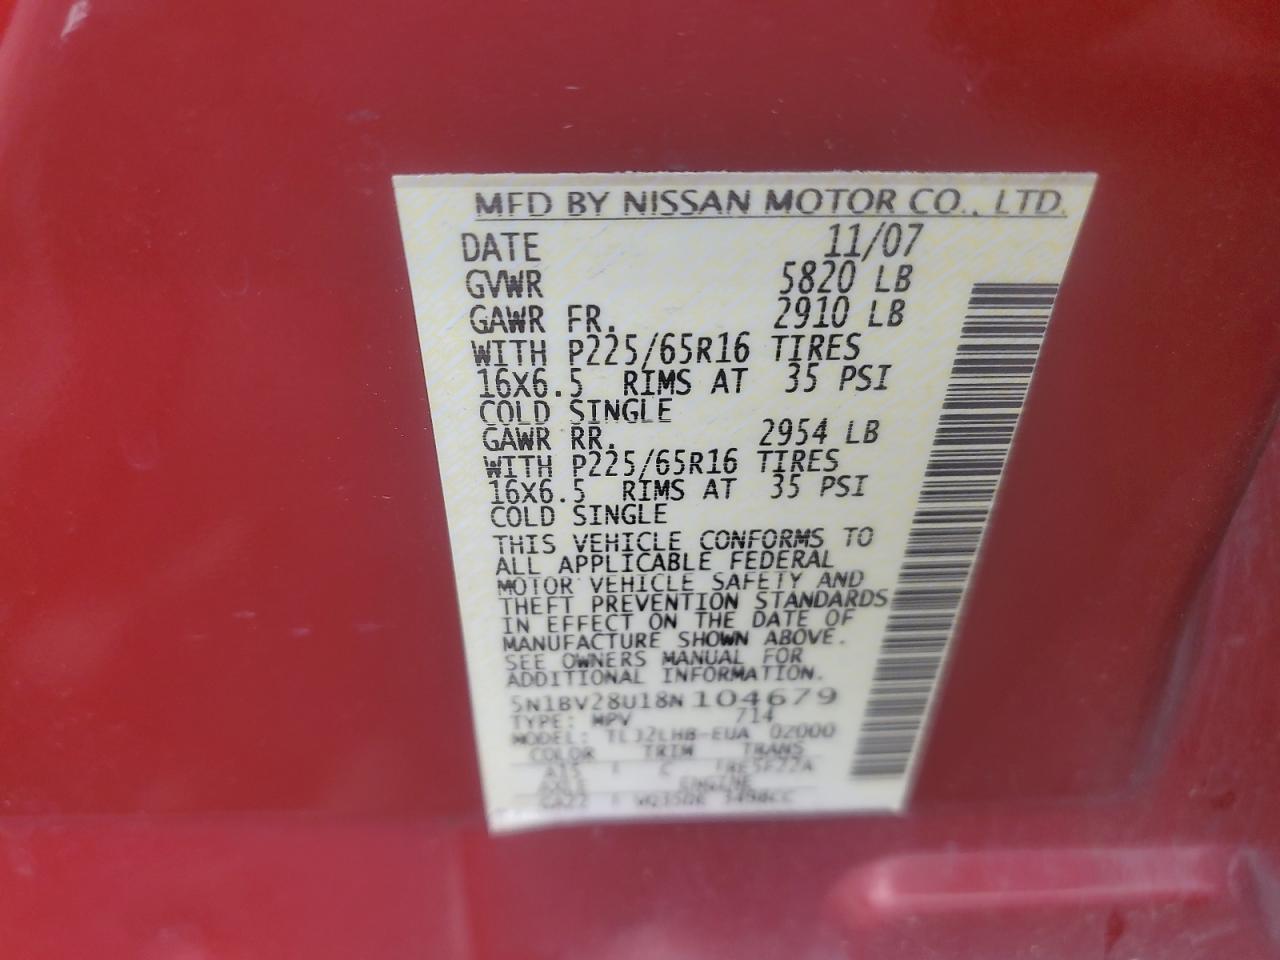 MFD BY NISSAN MOTOR CO., LTD.
DATE 11/07
GVWR 5820 LB
GAWR FR. 2910 LB
WITH P225/65R16 TIRES
16X6.5 RIMS AT 35 PSI
COLD SINGLE
GAWR RR. 2954 LB
WITH P225/65R16 TIRES
16X6.5 RIMS AT 35 PSI
COLD SINGLE
THIS VEHICLE CONFORMS TO
ALL APPLICABLE FEDERAL
MOTOR VEHICLE SAFETY AND
THEFT PREVENTION STANDARDS
IN EFFECT ON THE DATE OF
MANUFACTURE SHOWN ABOVE.
SEE OWNERS MANUAL FOR
ADDITIONAL INFORMATION.
5N1BV28U18N104679
TYPE: MPV 714
MODEL: 02000
COLOR TRIM TRANS
A15 C RE5F22A
ENGINE
3498CC